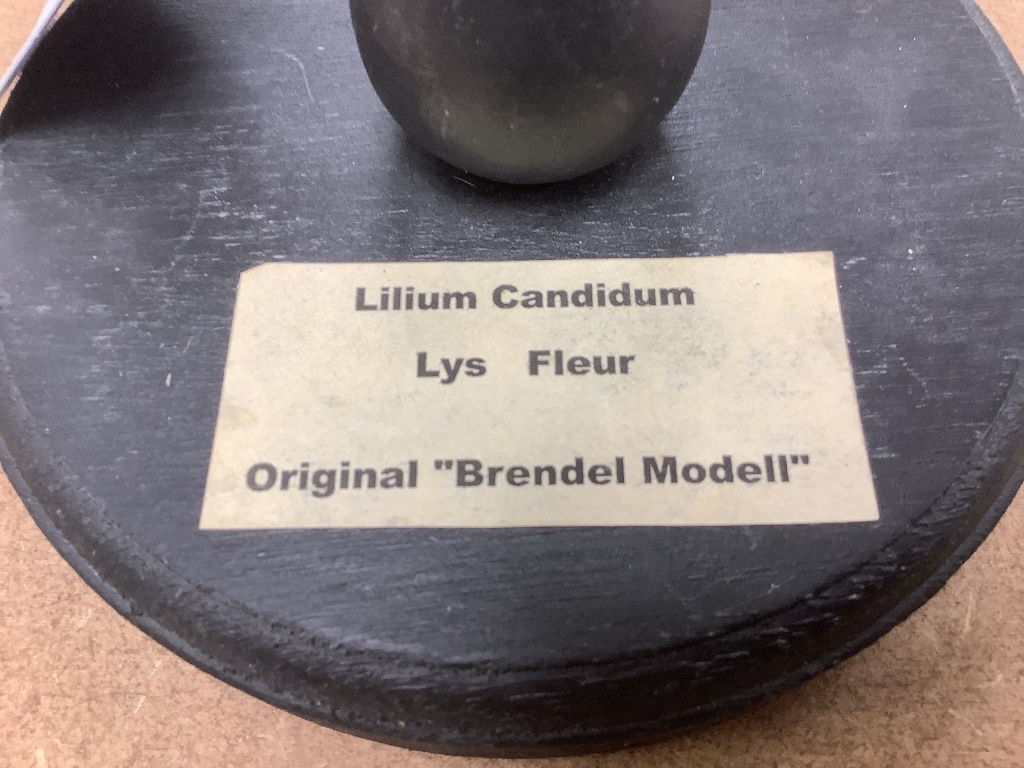 Lilium Candidum
Lys Fleur
Original "Brendel Modell"